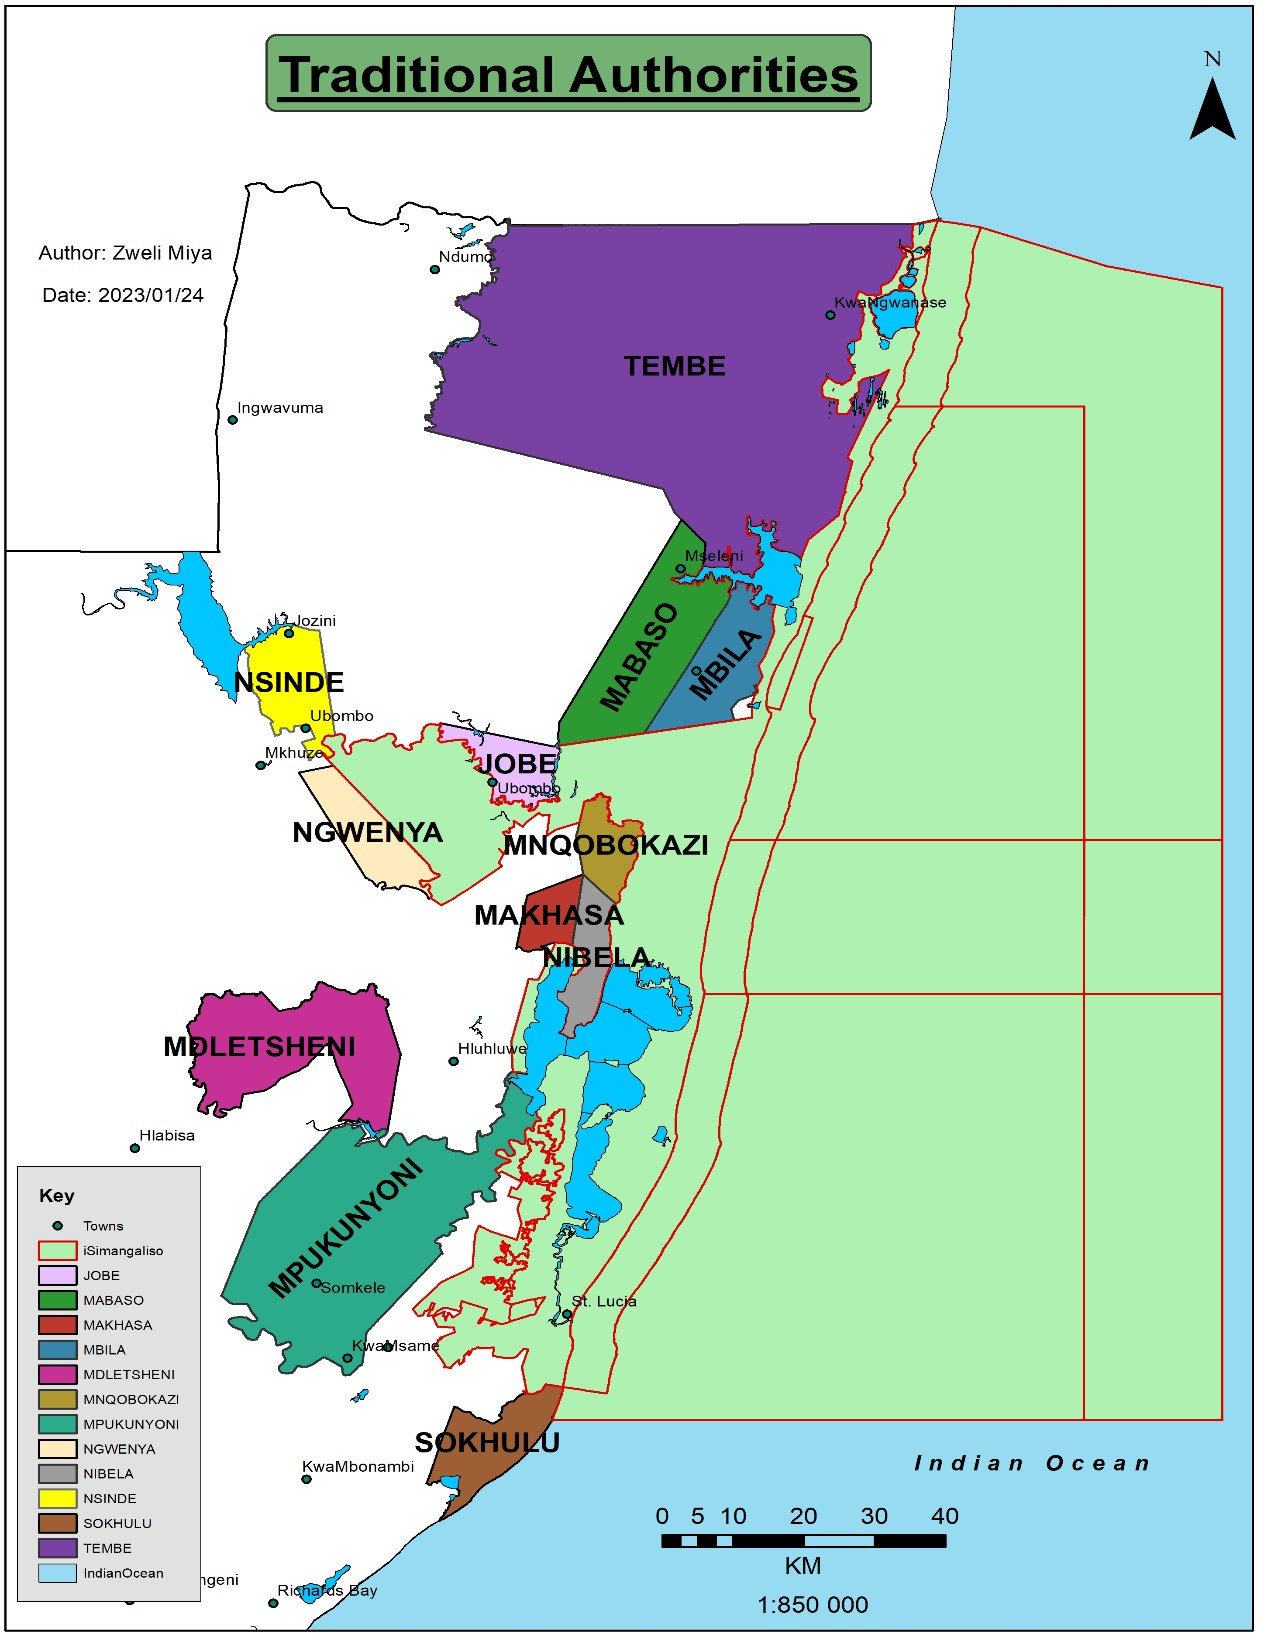 Traditional Authorities
N
Author: Zweli Miya
Date: 2023/01/24
Ndumo
KwaNgwanase
TEMBE
Ingwavuma
Mseleni
Jozini
MABASO
MBILA
NSINDE
Ubombo
Mkhuze
JOBE
Ubombo
NGWENYA
MNQOBOKAZI
MAKHASA
NIBELA
MDLETSHENI
Hluhluwe
Hlabisa
MPUKUNYONI
Somkele
St. Lucia
KwaMsame
SOKHULU
KwaMbonambi
Indian Ocean
Key
Towns
iSimangaliso
JOBE
MABASO
MAKHASA
MBILA
MDLETSHENI
MNQOBOKAZI
MPUKUNYONI
NGWENYA
NIBELA
NSINDE
SOKHULU
TEMBE
IndianOcean
ngeni
Richards Bay
0 5 10 20 30 40
KM
1:850 000